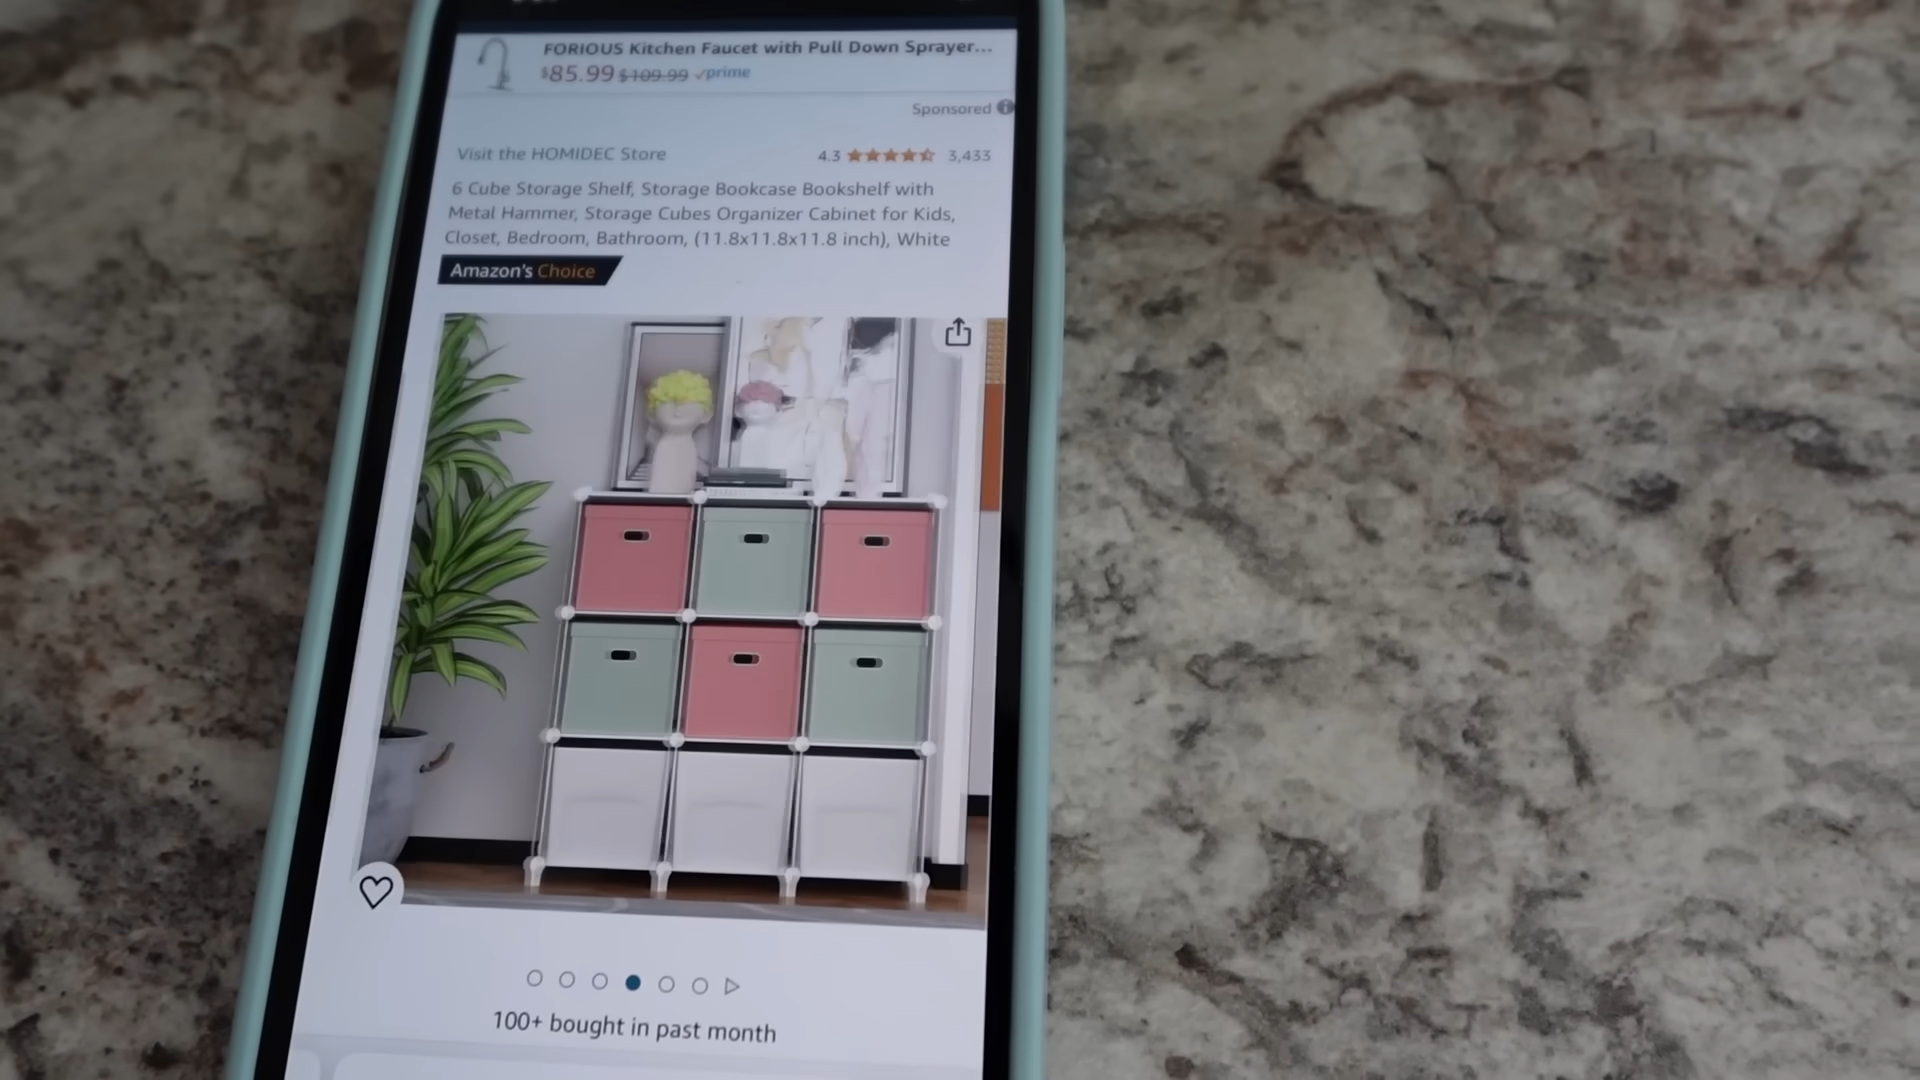 FORIOUS Kitchen Faucet with Pull Down Sprayer...
$85.99 $109.99 ✓prime
Sponsored
Visit the HOMIDEC Store 4.3 3,433
6 Cube Storage Shelf, Storage Bookcase Bookshelf with
Metal Hammer, Storage Cubes Organizer Cabinet for Kids,
Closet, Bedroom, Bathroom, (11.8x11.8x11.8 inch), White
Amazon's Choice
100+ bought in past month